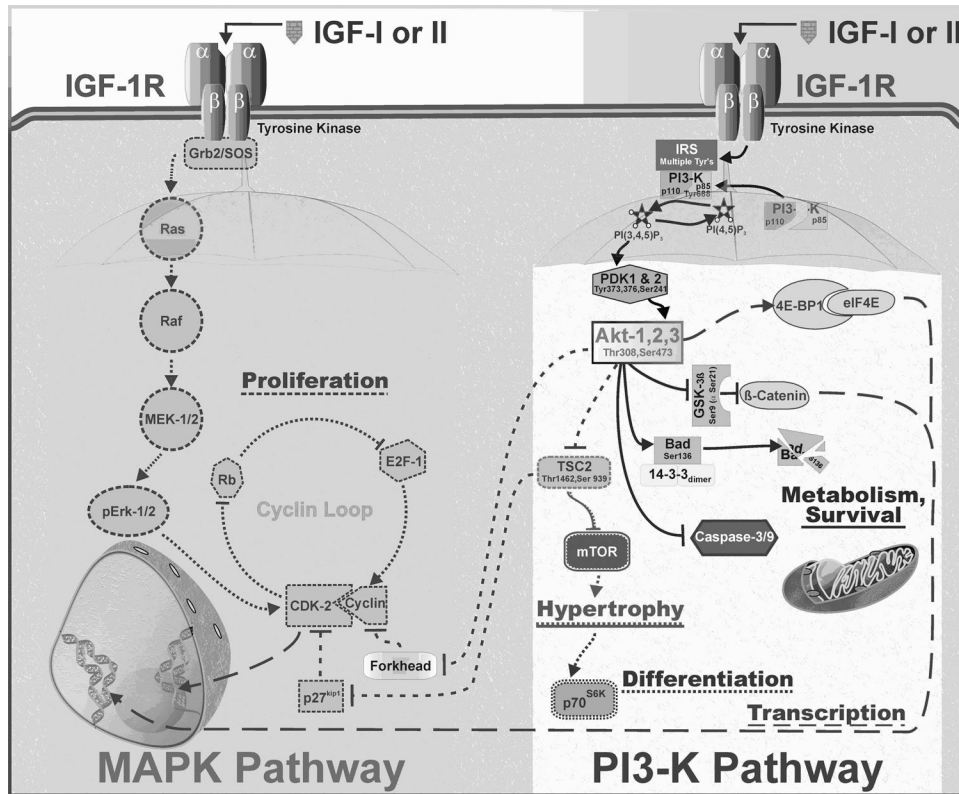 IGF-I or II
α α
IGF-1R
β β
Tyrosine Kinase
Grb2/SOS
Ras
Raf
MEK-1/2
pErk-1/2
Proliferation
Rb
E2F-1
Cyclin Loop
CDK-2
Cyclin
Forkhead
p27kip1
MAPK Pathway
IGF-I or II
α α
IGF-1R
β β
Tyrosine Kinase
IRS
Multiple Tyr's
PI3-K
p110 p85
Tyr688
PI3- -K
p110 p85
PI(3,4,5)P3
PI(4,5)P3
PDK1 & 2
Tyr373,376,Ser241
Akt-1,2,3
Thr308,Ser473
4E-BP1
eIF4E
GSK-3ß
Ser9 (α Ser21)
ß-Catenin
Bad
Ser136
14-3-3dimer
TSC2
Thr1462,Ser 939
mTOR
Caspase-3/9
Metabolism,
Survival
Hypertrophy
Differentiation
p70S6K
Transcription
PI3-K Pathway